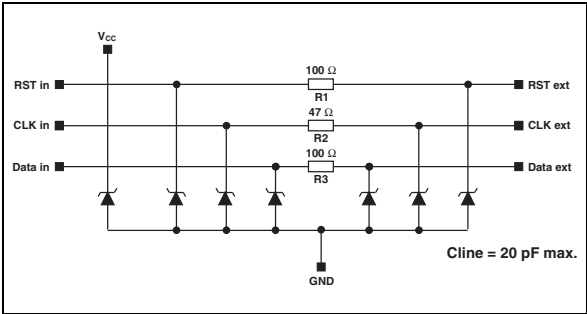 VCC
100 Ω
RST in
RST ext
R1
47 Ω
CLK in
CLK ext
R2
100 Ω
Data in
Data ext
R3
Cline = 20 pF max.
GND